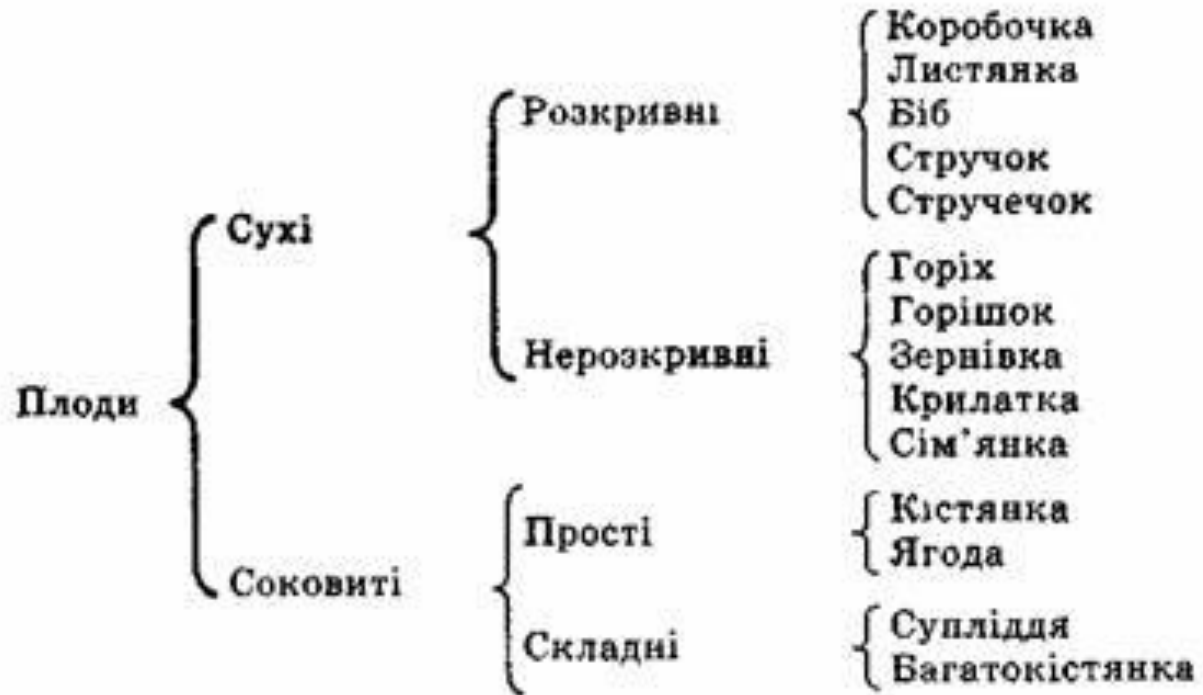 Плоди
Сухі
Розкривні
Коробочка
Листянка
Біб
Стручок
Стручечок
Нерозкривні
Горіх
Горішок
Зернівка
Крилатка
Сім’янка
Соковиті
Прості
Кістянка
Ягода
Складні
Супліддя
Багатокістянка